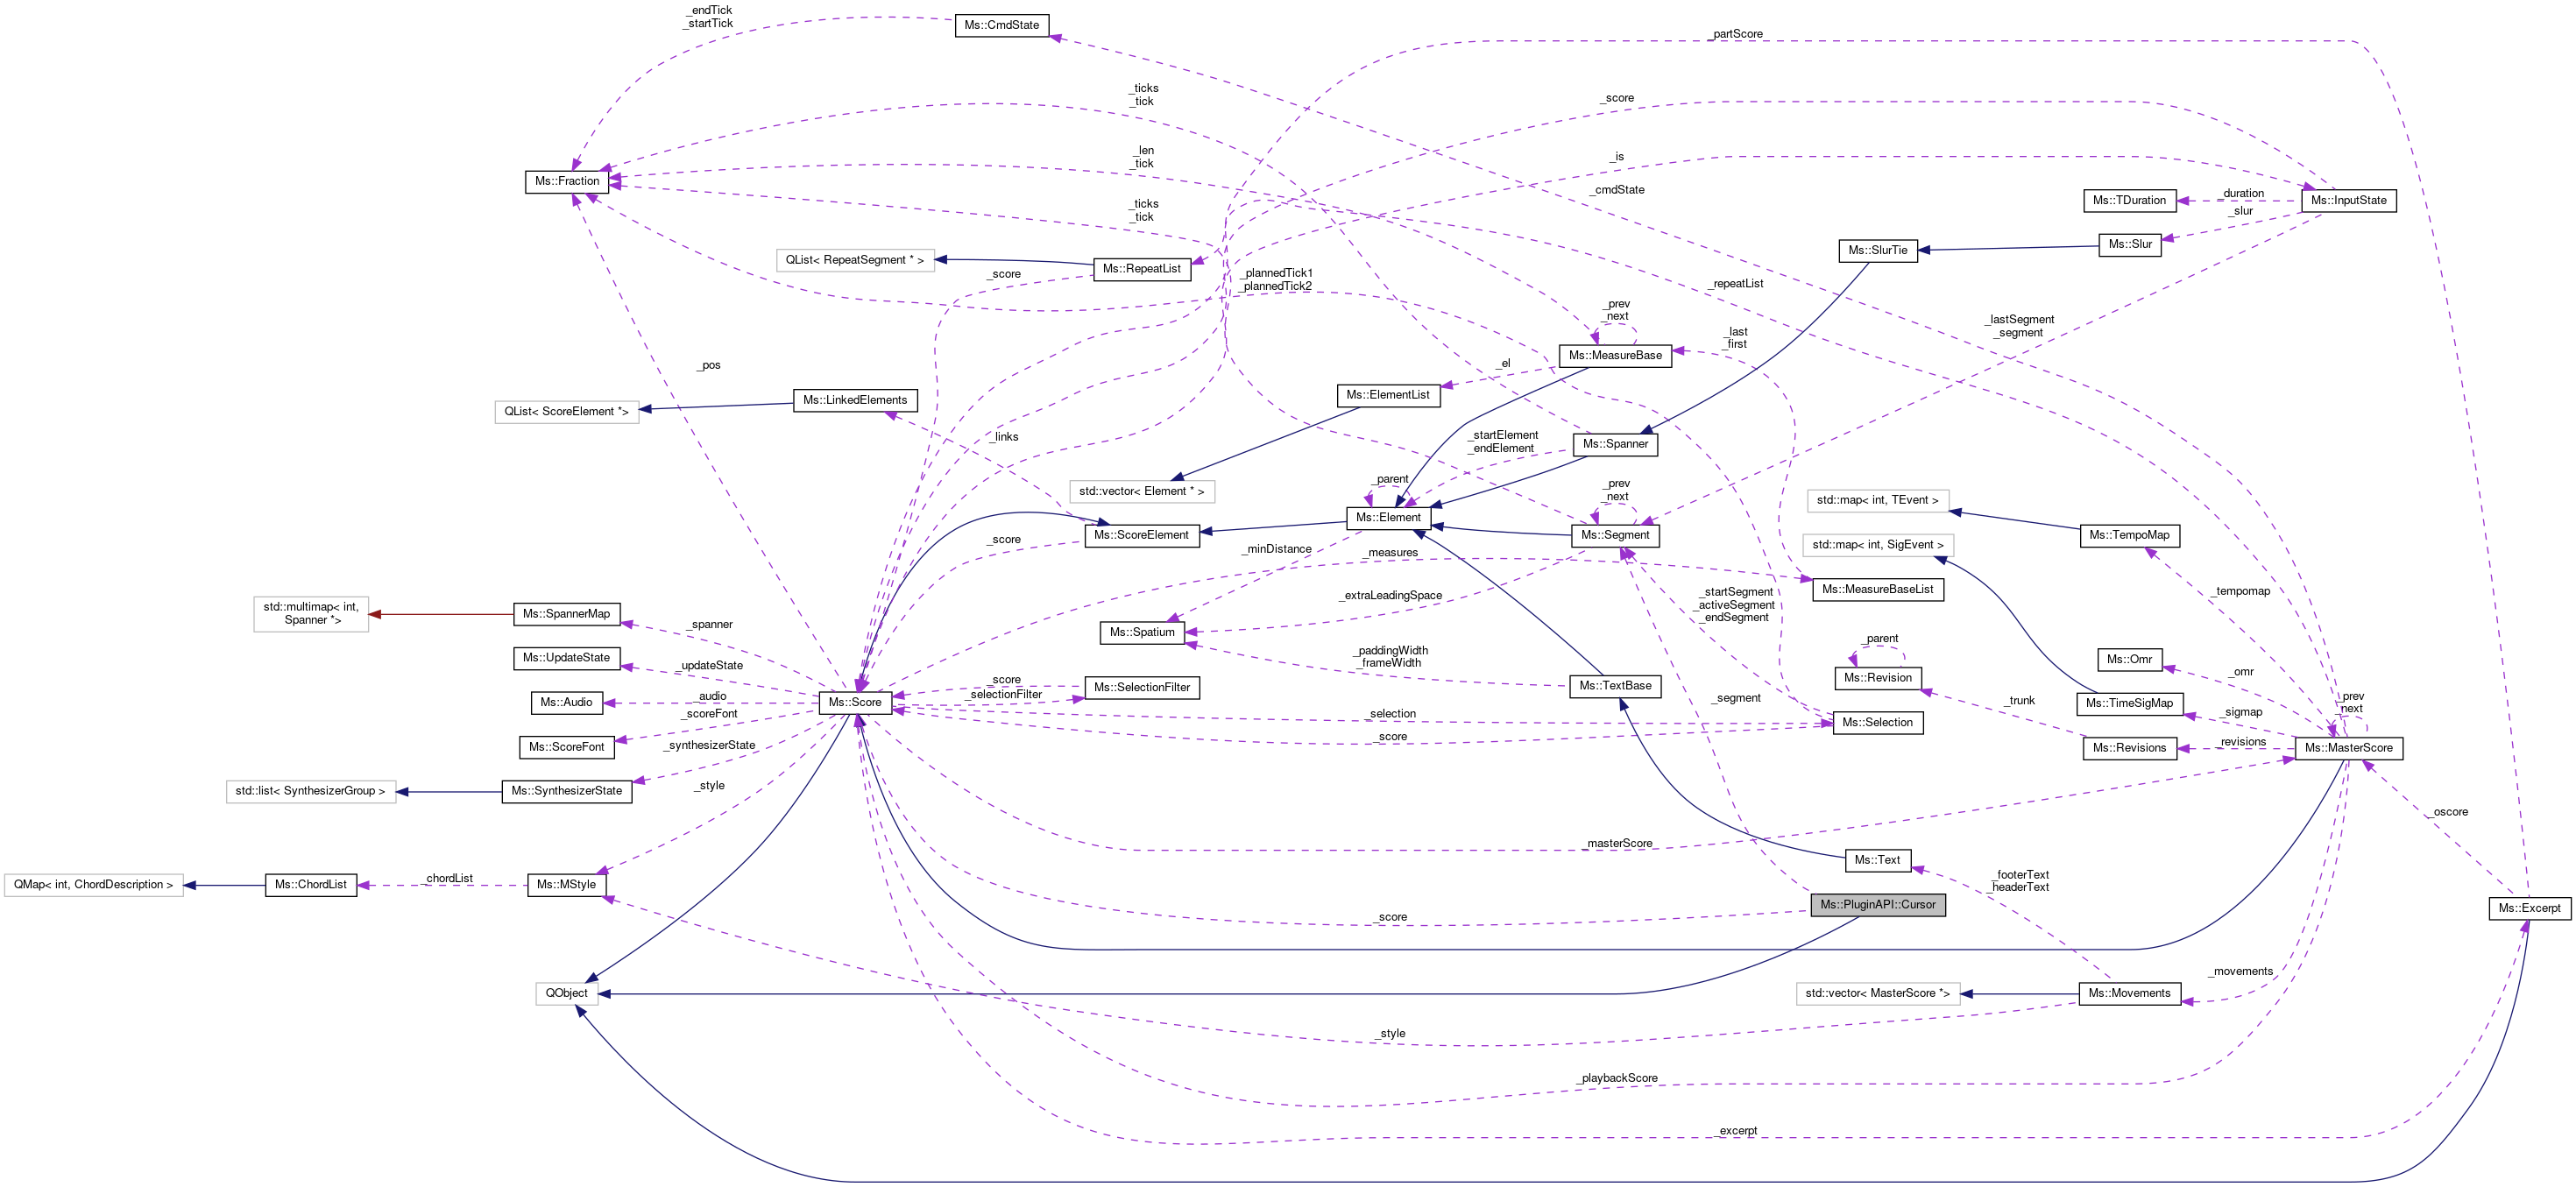 _endTick
_startTick
Ms::CmdState
_partScore
_ticks
_tick
_score
_len
_tick
_is
Ms::Fraction
_cmdState
_duration
Ms::TDuration
Ms::InputState
_ticks
_tick
_slur
Ms::SlurTie
Ms::Slur
QList< RepeatSegment * >
Ms::RepeatList
_score
_plannedTick1
_plannedTick2
_repeatList
_prev
_next
_lastSegment
_segment
_last
_first
Ms::MeasureBase
_pos
_el
Ms::LinkedElements
Ms::ElementList
QList< ScoreElement *>
_links
_startElement
_endElement
Ms::Spanner
_parent
std::vector< Element * >
_prev
_next
std::map< int, TEvent >
Ms::Element
Ms::ScoreElement
Ms::Segment
Ms::TempoMap
_score
_minDistance
_measures
std::map< int, SigEvent >
Ms::MeasureBaseList
_tempomap
_extraLeadingSpace
_startSegment
_activeSegment
_endSegment
std::multimap< int,
Spanner *>
Ms::SpannerMap
_spanner
Ms::Spatium
_parent
Ms::UpdateState
_updateState
_paddingWidth
_frameWidth
Ms::Omr
_omr
Ms::Revision
_score
Ms::SelectionFilter
Ms::TextBase
_selectionFilter
_segment
_trunk
_prev
_next
Ms::Audio
_audio
Ms::Score
Ms::TimeSigMap
_sigmap
_scoreFont
_selection
Ms::Selection
_score
Ms::ScoreFont
_synthesizerState
Ms::Revisions
_revisions
Ms::MasterScore
_style
std::list< SynthesizerGroup >
Ms::SynthesizerState
_oscore
_masterScore
Ms::Text
_footerText
_headerText
QMap< int, ChordDescription >
Ms::ChordList
_chordList
Ms::MStyle
Ms::PluginAPI::Cursor
_score
Ms::Excerpt
_movements
QObject
std::vector< MasterScore *>
Ms::Movements
_style
_playbackScore
_excerpt